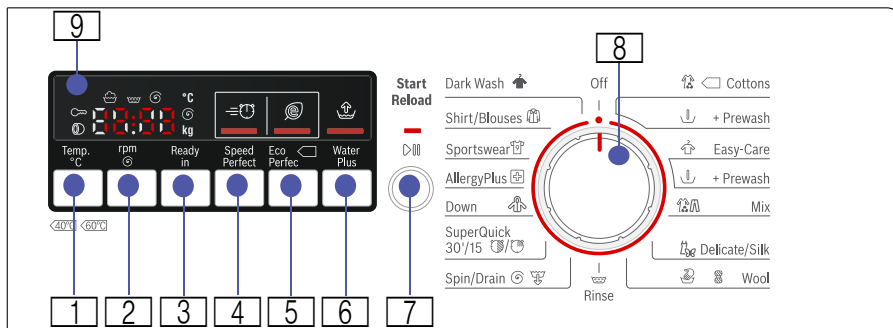 9
8
°C
kg
Temp.
°C
rpm
Ready
in
Speed
Perfect
Eco
Perfec
Water
Plus
40°C 60°C
Start
Reload
Dark Wash
Shirt/Blouses
Sportswear
AllergyPlus
Down
SuperQuick
30'/15
Spin/Drain
Off
Rinse
Cottons
+ Prewash
Easy-Care
+ Prewash
Mix
Delicate/Silk
Wool
1
2
3
4
5
6
7